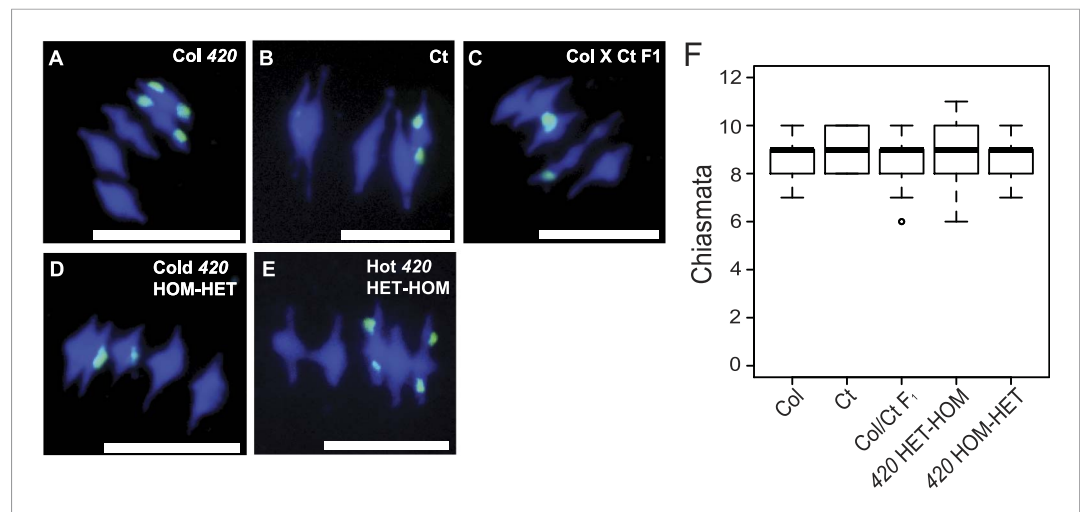 A
Col 420
B
Ct
C
Col X Ct F1
D
Cold 420
HOM-HET
E
Hot 420
HET-HOM
F
Chiasmata
12
10
8
6
4
2
0
Col
Ct
Col/Ct F₁
420 HET-HOM
420 HOM-HET